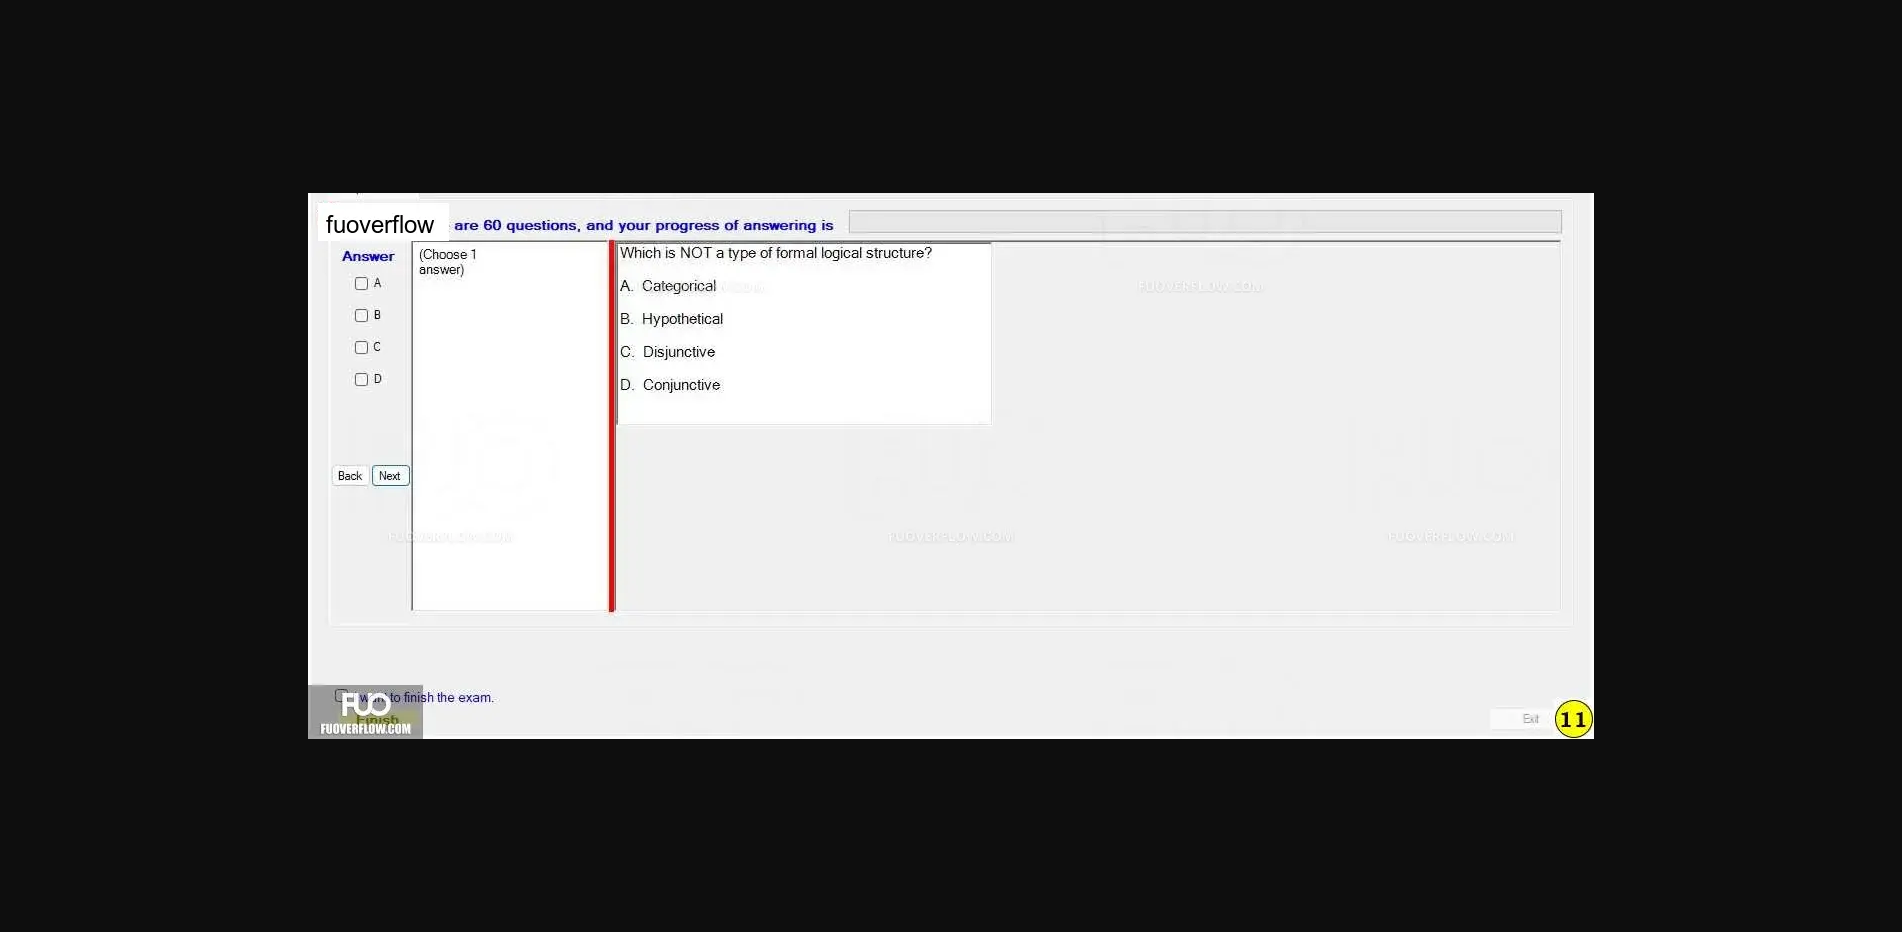 fuoverflow are 60 questions, and your progress of answering is
Answer
(Choose 1
answer)
A
B
C
D
Back Next
Which is NOT a type of formal logical structure?
A. Categorical
B. Hypothetical
C. Disjunctive
D. Conjunctive
FUOVERFLOW.COM
FUOVERFLOW.COM FUOVERFLOW.COM FUOVERFLOW.COM
I want to finish the exam.
FUO
Finish
FUOVERFLOW.COM
Exit 11